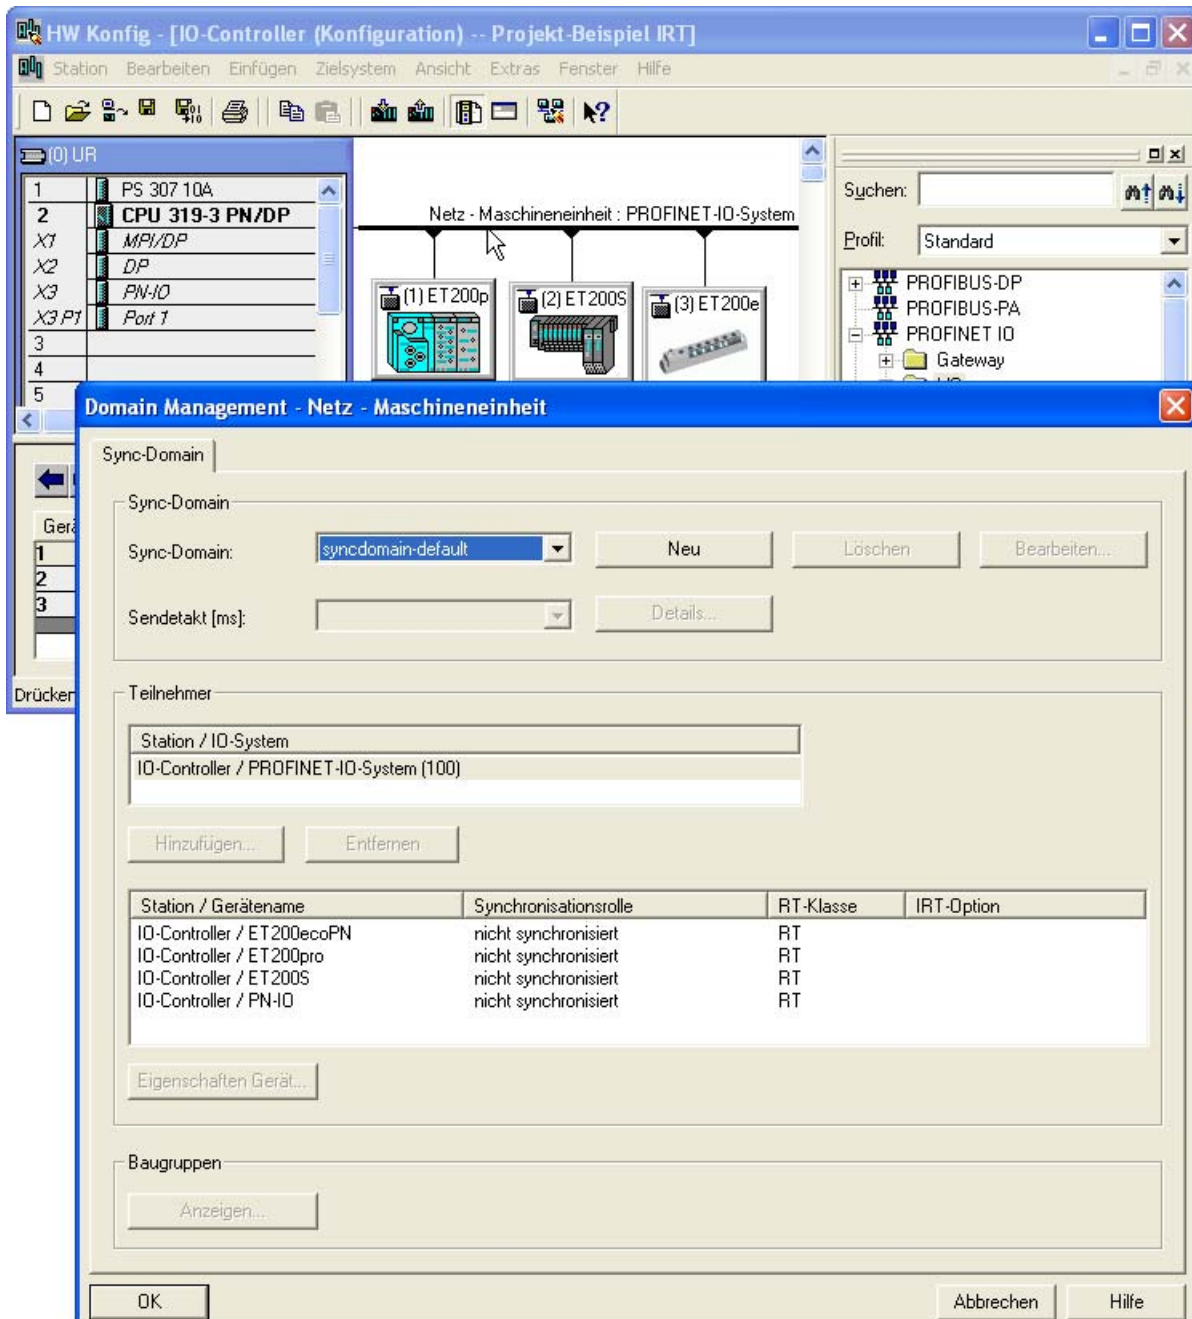 HW Konfig - [IO-Controller (Konfiguration) -- Projekt-Beispiel IRT]
Station Bearbeiten Einfügen Zielsystem Ansicht Extras Fenster Hilfe
(0) UR
1 PS 307 10A
2 CPU 319-3 PN/DP
X1 MPI/DP
X2 DP
X3 PN-IO
X3 P1 Port 1
3
4
5
Netz - Maschineneinheit : PROFINET-IO-System
(1) ET200p
(2) ET200S
(3) ET200e
Suchen:
Profil: Standard
PROFIBUS-DP
PROFIBUS-PA
PROFINET IO
Gateway
Gerä
1
2
3
Drücken
Domain Management - Netz - Maschineneinheit
Sync-Domain
Sync-Domain
Sync-Domain: syncdomain-default Neu Löschen Bearbeiten...
Sendetakt [ms]: Details...
Teilnehmer
Station / IO-System
IO-Controller / PROFINET-IO-System (100)
Hinzufügen... Entfernen
Station / Gerätename Synchronisationsrolle RT-Klasse IRT-Option
IO-Controller / ET200ecoPN nicht synchronisiert RT
IO-Controller / ET200pro nicht synchronisiert RT
IO-Controller / ET200S nicht synchronisiert RT
IO-Controller / PN-IO nicht synchronisiert RT
Eigenschaften Gerät...
Baugruppen
Anzeigen...
OK Abbrechen Hilfe